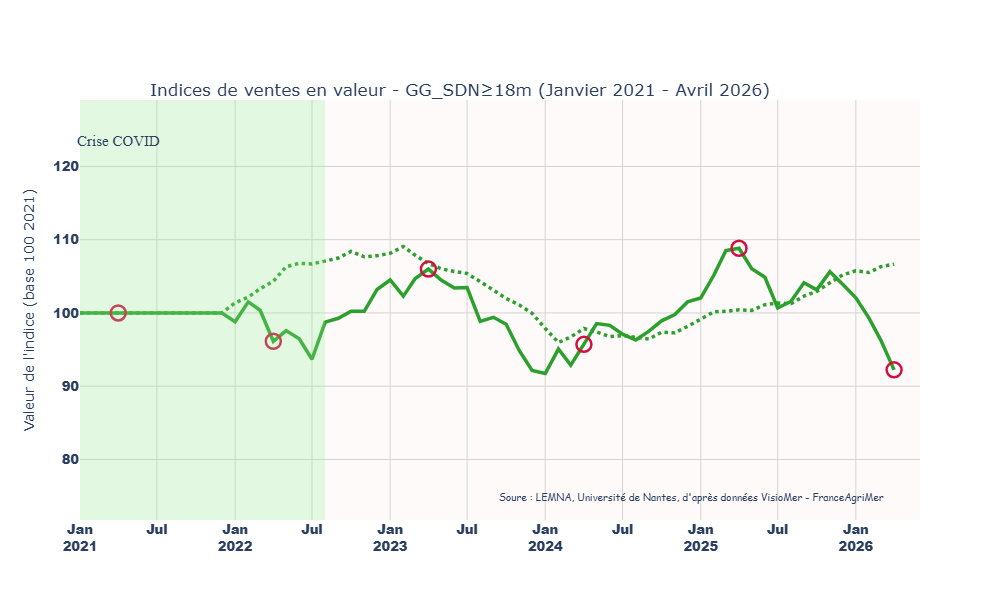 Indices de ventes en valeur - GG_SDN≥18m (Janvier 2021 - Avril 2026)
Crise COVID
Valeur de l'Indice (base 100 2021)
120
110
100
90
80
Soure : LEMNA, Université de Nantes, d'après données VisioMer - FranceAgriMer
Jan Jul Jan Jul Jan Jul Jan Jul Jan Jul Jan
2021 2022 2023 2024 2025 2026